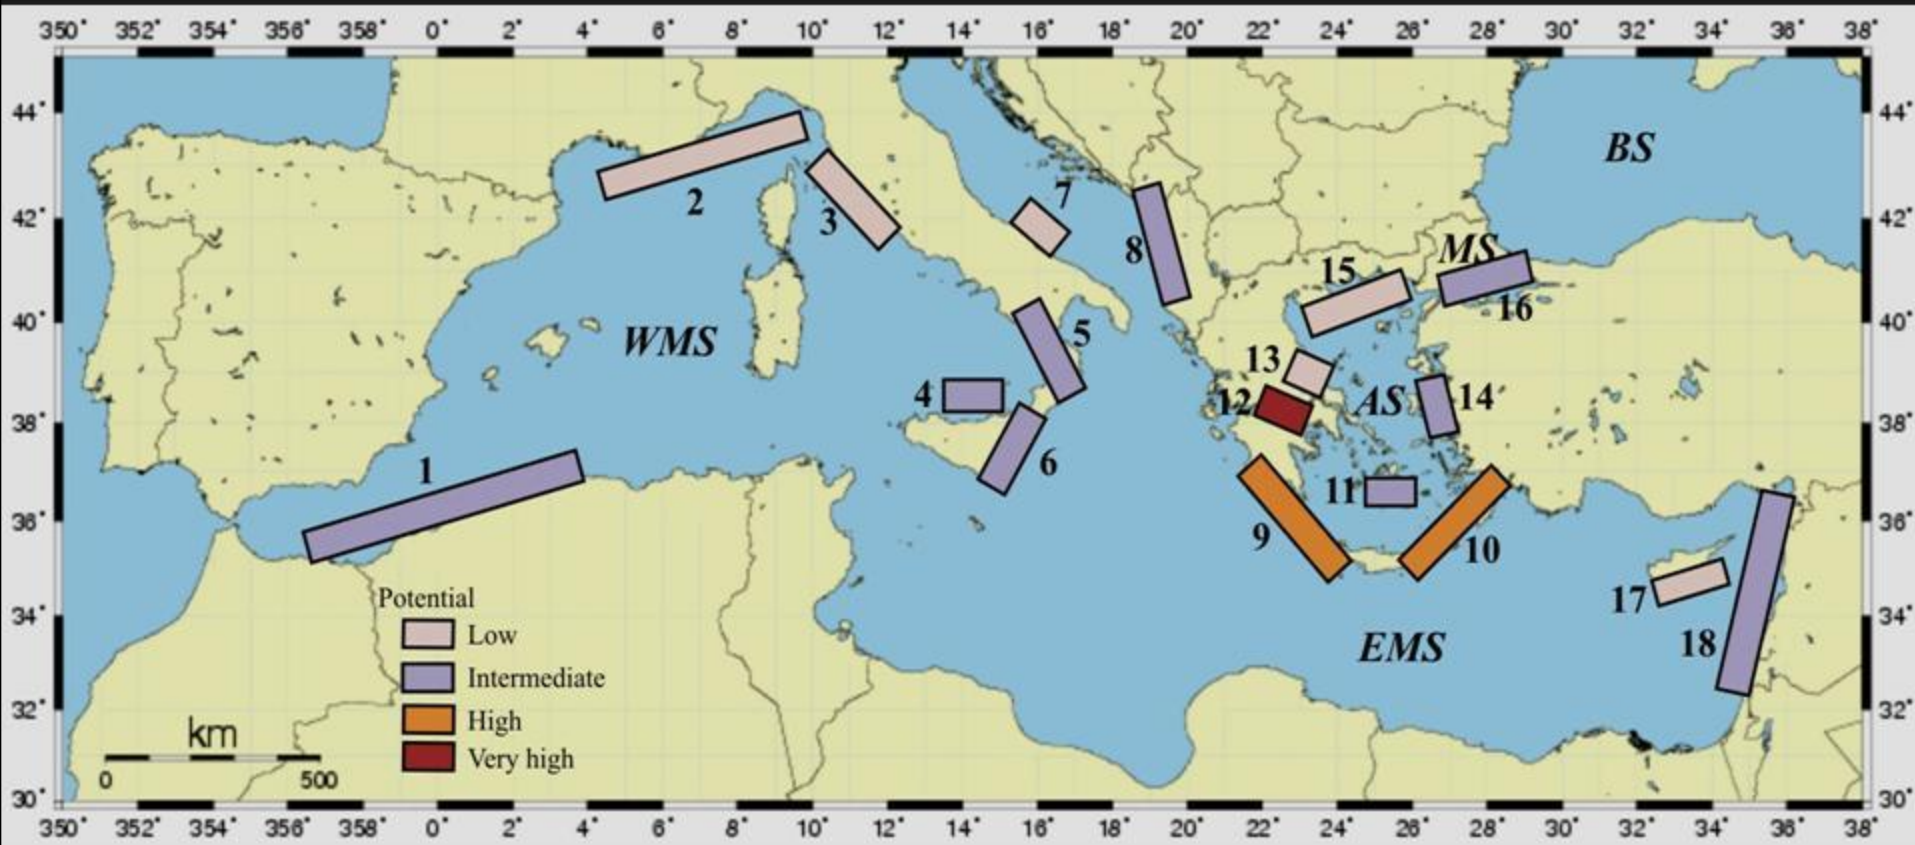 350° 352° 354° 356° 358° 0° 2° 4° 6° 8° 10° 12° 14° 16° 18° 20° 22° 24° 26° 28° 30° 32° 34° 36° 38°
44° 44°
BS
2
7
42° 3 42°
8 MS
15
16
40° WMS 5 40°
13
4 12 AS 14
38° 38°
1 6
11
36° 9 10 36°
Potential
17
34° Low 34°
EMS 18
Intermediate
32° 32°
High
km
Very high
0 500
30° 30°
350° 352° 354° 356° 358° 0° 2° 4° 6° 8° 10° 12° 14° 16° 18° 20° 22° 24° 26° 28° 30° 32° 34° 36° 38°